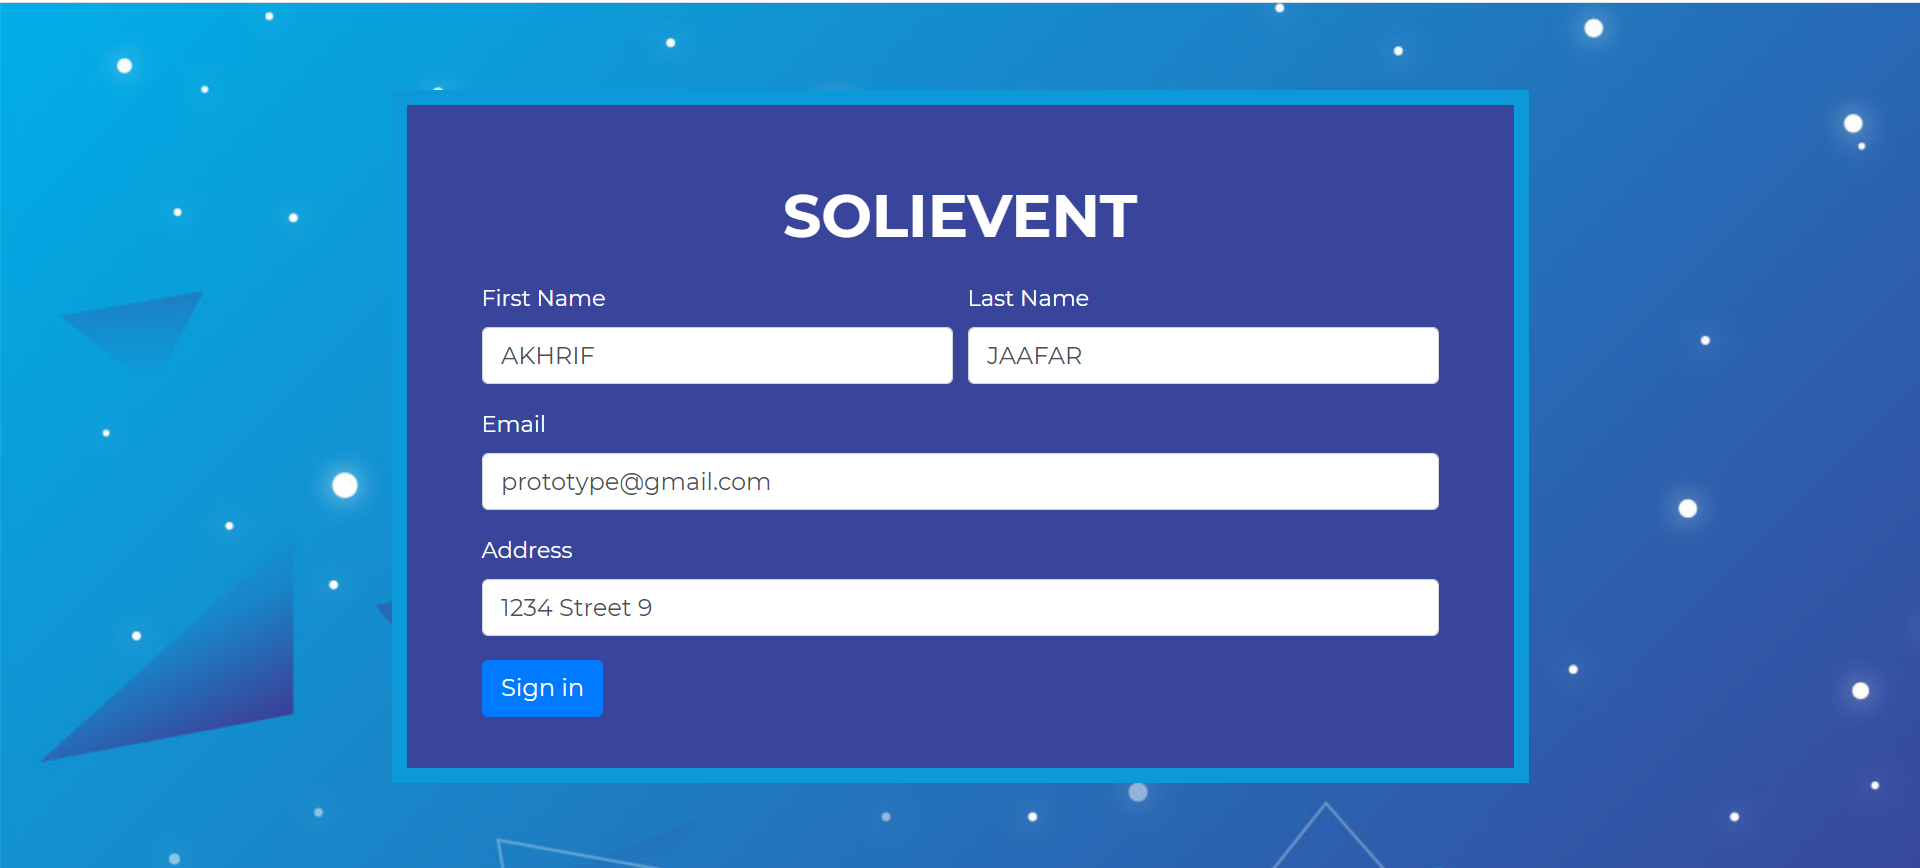 SOLIEVENT
First Name
Last Name
AKHRIF
JAAFAR
Email
prototype@gmail.com
Address
1234 Street 9
Sign in